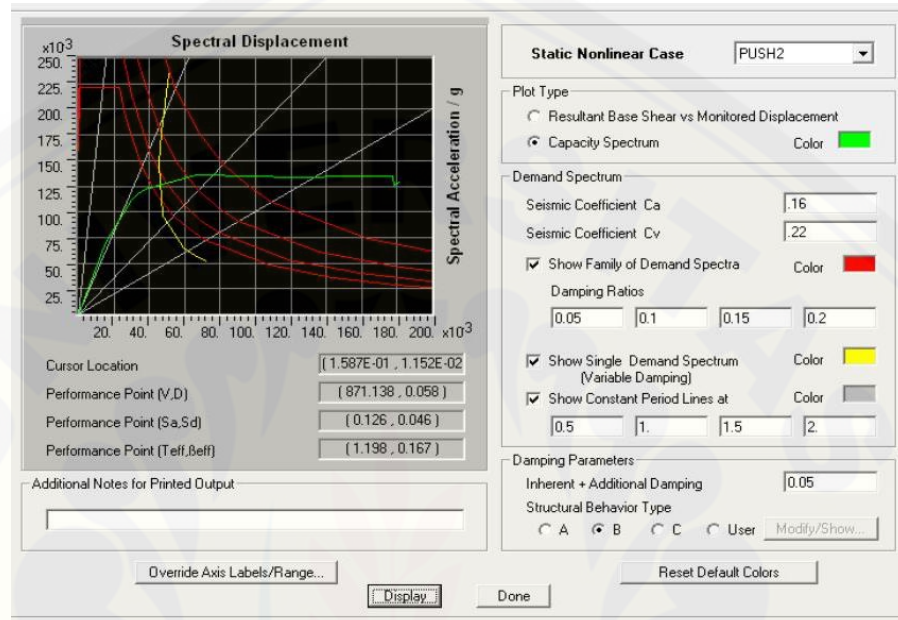 Spectral Displacement
x10³
250.
225.
200.
175.
150.
125.
100.
75.
50.
25.
Spectral Acceleration / g
20. 40. 60. 80. 100. 120. 140. 160. 180. 200. x10³
Cursor Location ( 1.587E-01 , 1.152E-02
Performance Point (V,D) ( 871.138 , 0.058 )
Performance Point (Sa,Sd) ( 0.126 , 0.046 )
Performance Point (Teff,βeff) ( 1.198 , 0.167 )
Additional Notes for Printed Output
Override Axis Labels/Range...
Static Nonlinear Case PUSH2
Plot Type
Resultant Base Shear vs Monitored Displacement
Capacity Spectrum Color
Demand Spectrum
Seismic Coefficient Ca .16
Seismic Coefficient Cv .22
Show Family of Demand Spectra Color
Damping Ratios
0.05 0.1 0.15 0.2
Show Single Demand Spectrum Color
(Variable Damping)
Show Constant Period Lines at Color
0.5 1. 1.5 2.
Damping Parameters
Inherent + Additional Damping 0.05
Structural Behavior Type
A B C User Modify/Show...
Reset Default Colors
Display Done